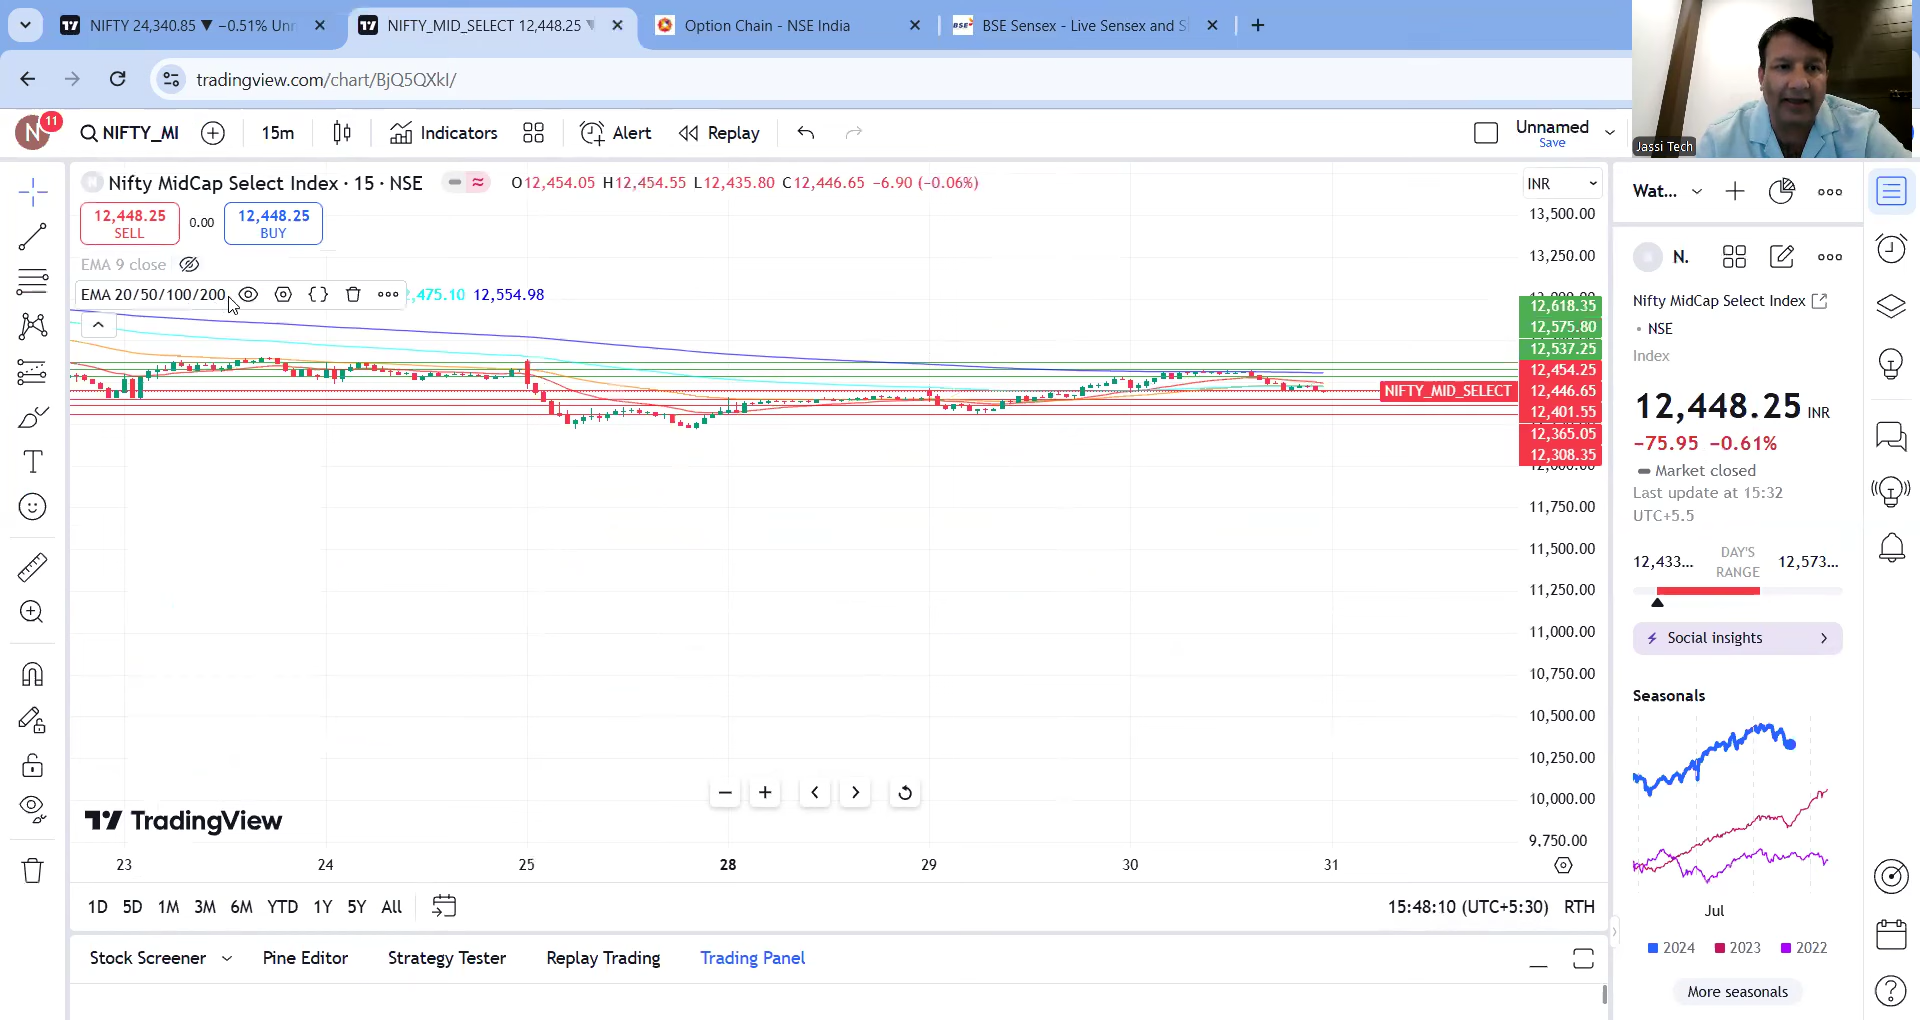 NIFTY 24,340.85 ▼ −0.51% Unn
NIFTY_MID_SELECT 12,448.25
Option Chain - NSE India
BSE Sensex - Live Sensex and S
tradingview.com/chart/BjQ5QXkI/
N
11
NIFTY_MI
15m
Indicators
Alert
Replay
Unnamed
Save
Jassi Tech
Nifty MidCap Select Index · 15 · NSE
O12,454.05 H12,454.55 L12,435.80 C12,446.65 −6.90 (−0.06%)
INR
12,448.25
SELL
0.00
12,448.25
BUY
EMA 9 close
EMA 20/50/100/200
,475.10 12,554.98
13,500.00
13,250.00
12,618.35
12,575.80
12,537.25
12,454.25
NIFTY_MID_SELECT 12,446.65
12,401.55
12,365.05
12,308.35
12,000.00
11,750.00
11,500.00
11,250.00
11,000.00
10,750.00
10,500.00
10,250.00
10,000.00
9,750.00
TradingView
23 24 25 28 29 30 31
1D 5D 1M 3M 6M YTD 1Y 5Y All
15:48:10 (UTC+5:30) RTH
Stock Screener
Pine Editor
Strategy Tester
Replay Trading
Trading Panel
Wat...
N.
Nifty MidCap Select Index
NSE
Index
12,448.25 INR
−75.95 −0.61%
Market closed
Last update at 15:32
UTC+5.5
12,433... DAY'S RANGE 12,573...
Social insights
Seasonals
Jul
2024 2023 2022
More seasonals